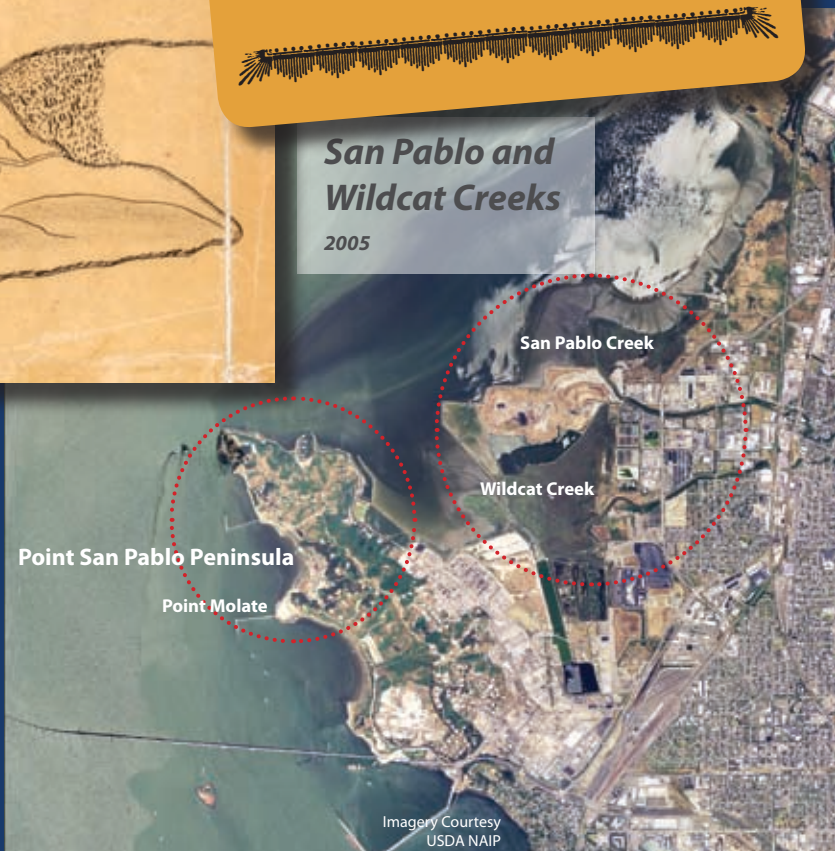 San Pablo and
Wildcat Creeks
2005
San Pablo Creek
Wildcat Creek
Point San Pablo Peninsula
Point Molate
Imagery Courtesy
USDA NAIP